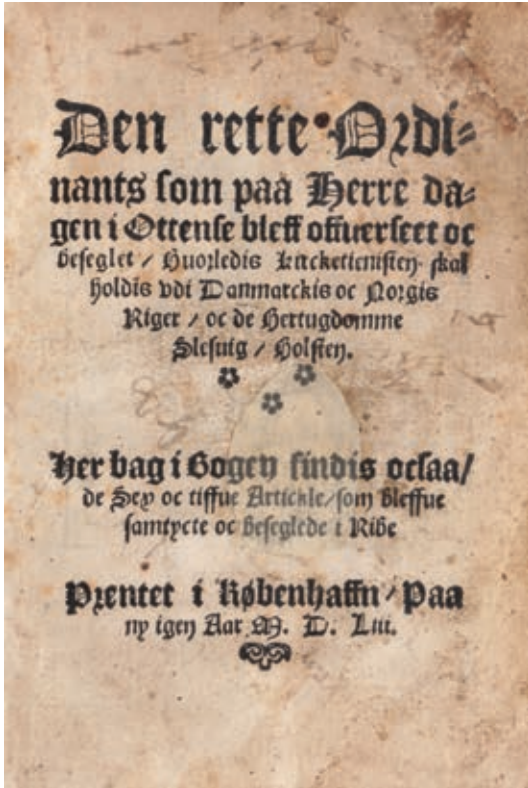 Den rette Ordi⸗
nants som paa Herre da⸗
gen i Ottense bleff offuerseet oc
beseglet / Huorledis Kircketienisten skal
holdis vdi Danmarckis oc Norgis
Riger / oc de Hertugdomme
Slesuig / Holsten.
Her bag i Bogen findis ocsaa /
de Sex oc tiffue Artickle / som bleffue
samtycte oc beseglede i Ribe
Prentet i Københaffn / Paa
ny igen Aar M. D. Liii.